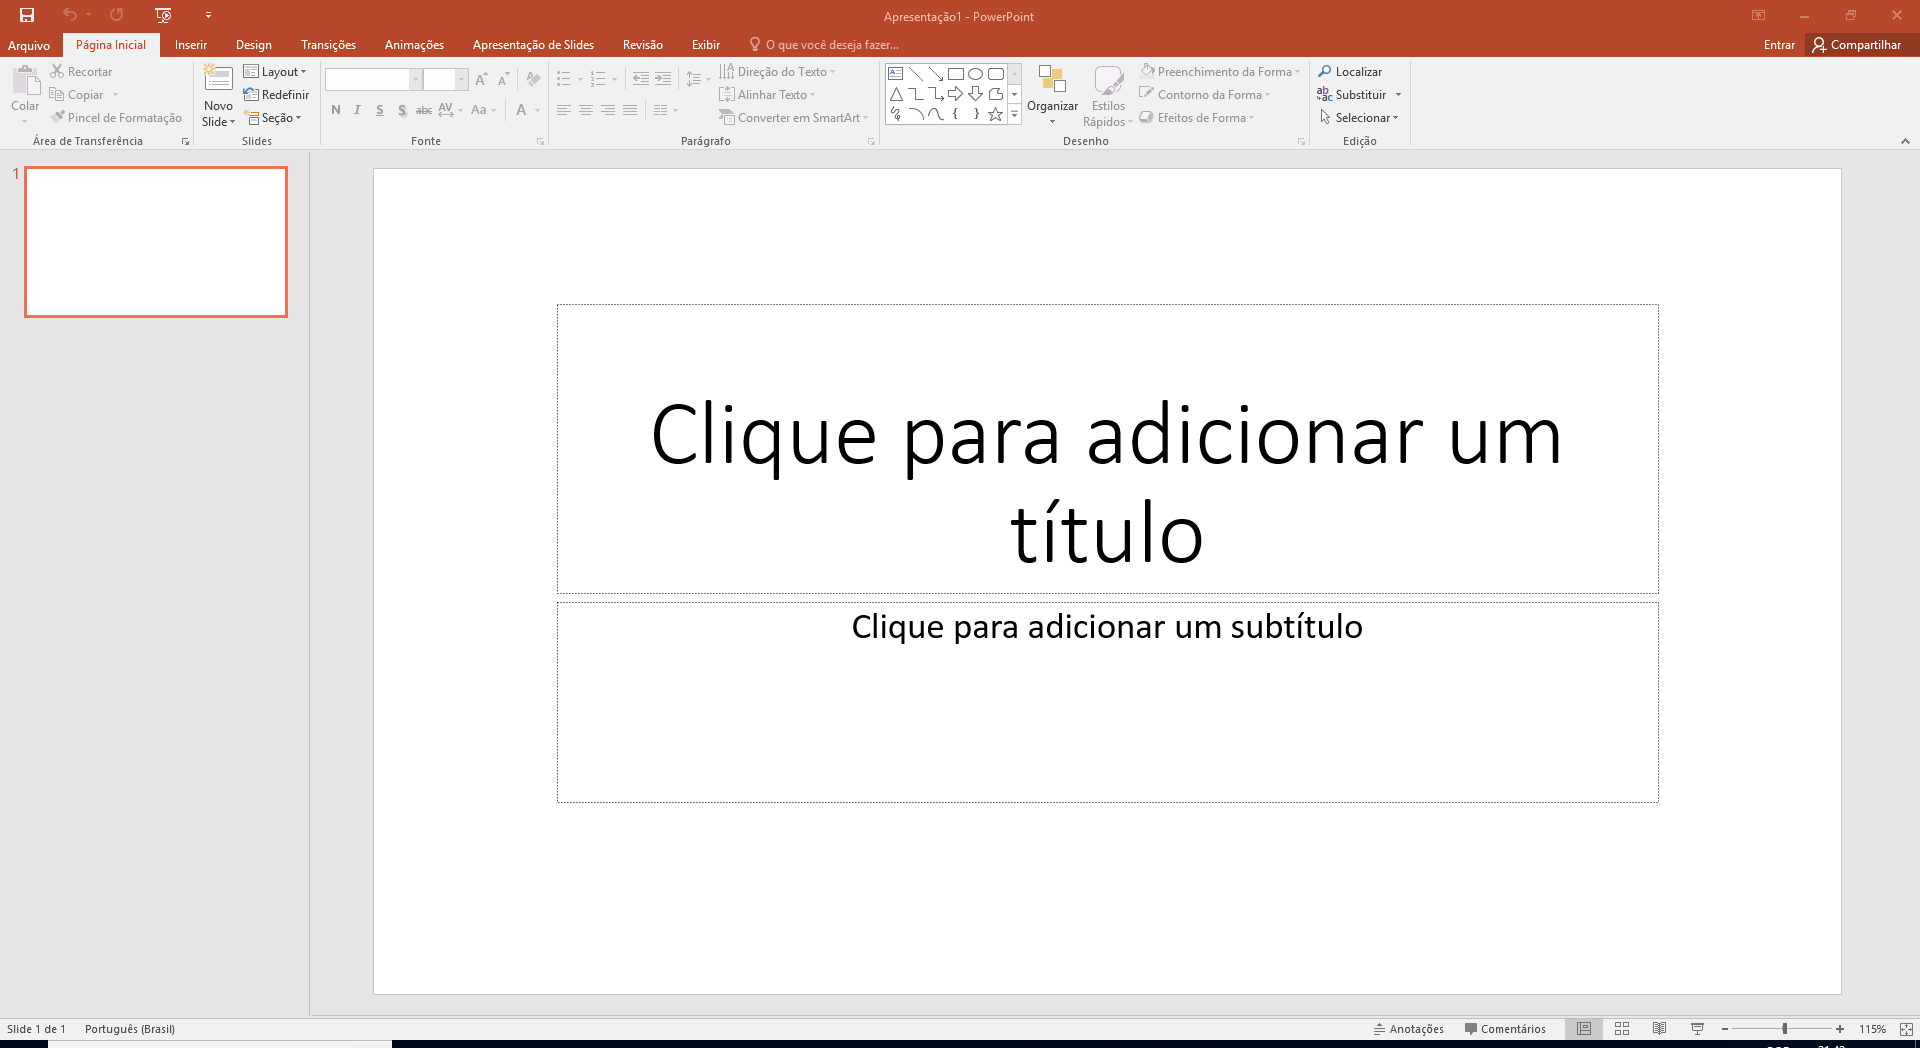 Apresentação1 - PowerPoint
Arquivo Página Inicial Inserir Design Transições Animações Apresentação de Slides Revisão Exibir O que você deseja fazer... Entrar Compartilhar
Colar
Recortar
Copiar
Pincel de Formatação
Área de Transferência
Novo
Slide
Layout
Redefinir
Seção
Slides
N I S S abc AV Aa A
Fonte
Direção do Texto
Alinhar Texto
Converter em SmartArt
Parágrafo
Organizar
Estilos
Rápidos
Preenchimento da Forma
Contorno da Forma
Efeitos de Forma
Desenho
Localizar
Substituir
Selecionar
Edição
1
Clique para adicionar um
título
Clique para adicionar um subtítulo
Slide 1 de 1 Português (Brasil) Anotações Comentários 115%